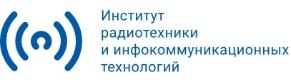 Институт
радиотехники
и инфокоммуникационных
технологий